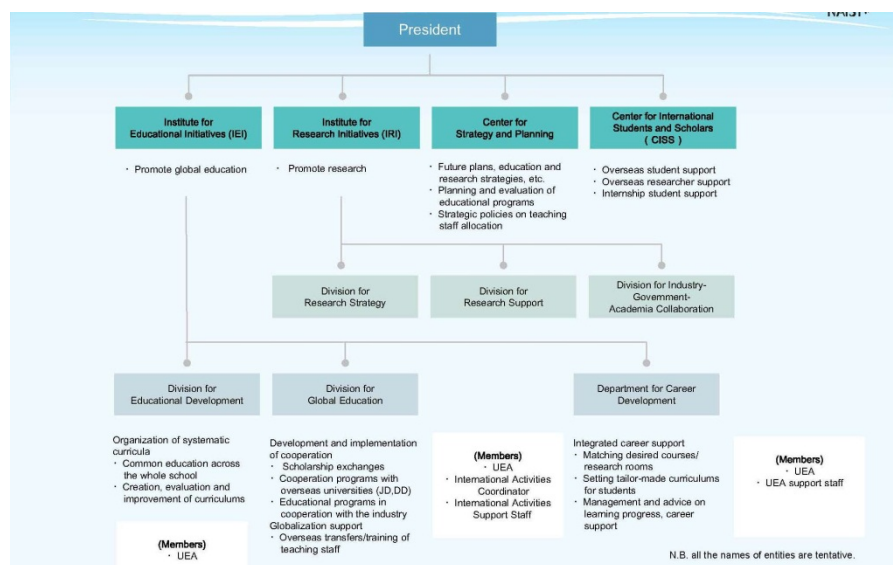 NAIST
President
Institute for
Educational Initiatives (IEI)
Institute for
Research Initiatives (IRI)
Center for
Strategy and Planning
Center for International
Students and Scholars
( CISS )
・ Promote global education
・ Promote research
・ Future plans, education and
research strategies, etc.
・ Planning and evaluation of
educational programs
・ Strategic policies on teaching
staff allocation
・ Overseas student support
・ Overseas researcher support
・ Internship student support
Division for
Research Strategy
Division for
Research Support
Division for Industry-
Government-
Academia Collaboration
Division for
Educational Development
Division for
Global Education
Department for Career
Development
Organization of systematic
curricula
・ Common education across
the whole school
・ Creation, evaluation and
improvement of curriculums
(Members)
・ UEA
Development and implementation
of cooperation
・ Scholarship exchanges
・ Cooperation programs with
overseas universities (JD,DD)
・ Educational programs in
cooperation with the industry
Globalization support
・ Overseas transfers/training of
teaching staff
(Members)
・ UEA
・ International Activities
Coordinator
・ International Activities
Support Staff
Integrated career support
・ Matching desired courses/
research rooms
・ Setting tailor-made curriculums
for students
・ Management and advice on
learning progress, career
support
(Members)
・ UEA
・ UEA support staff
N.B. all the names of entities are tentative.